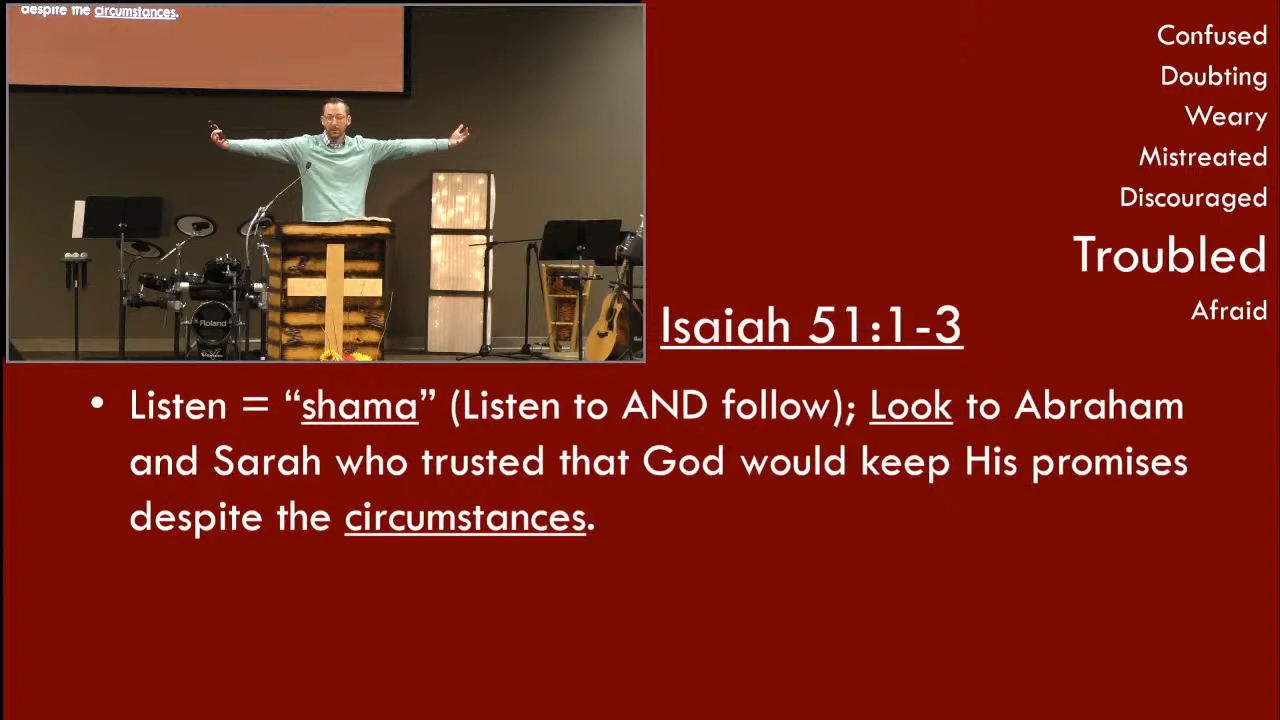 despite the circumstances.
Roland
Confused
Doubting
Weary
Mistreated
Discouraged
Troubled
Afraid
Isaiah 51:1-3
• Listen = “shama” (Listen to AND follow); Look to Abraham
and Sarah who trusted that God would keep His promises
despite the circumstances.